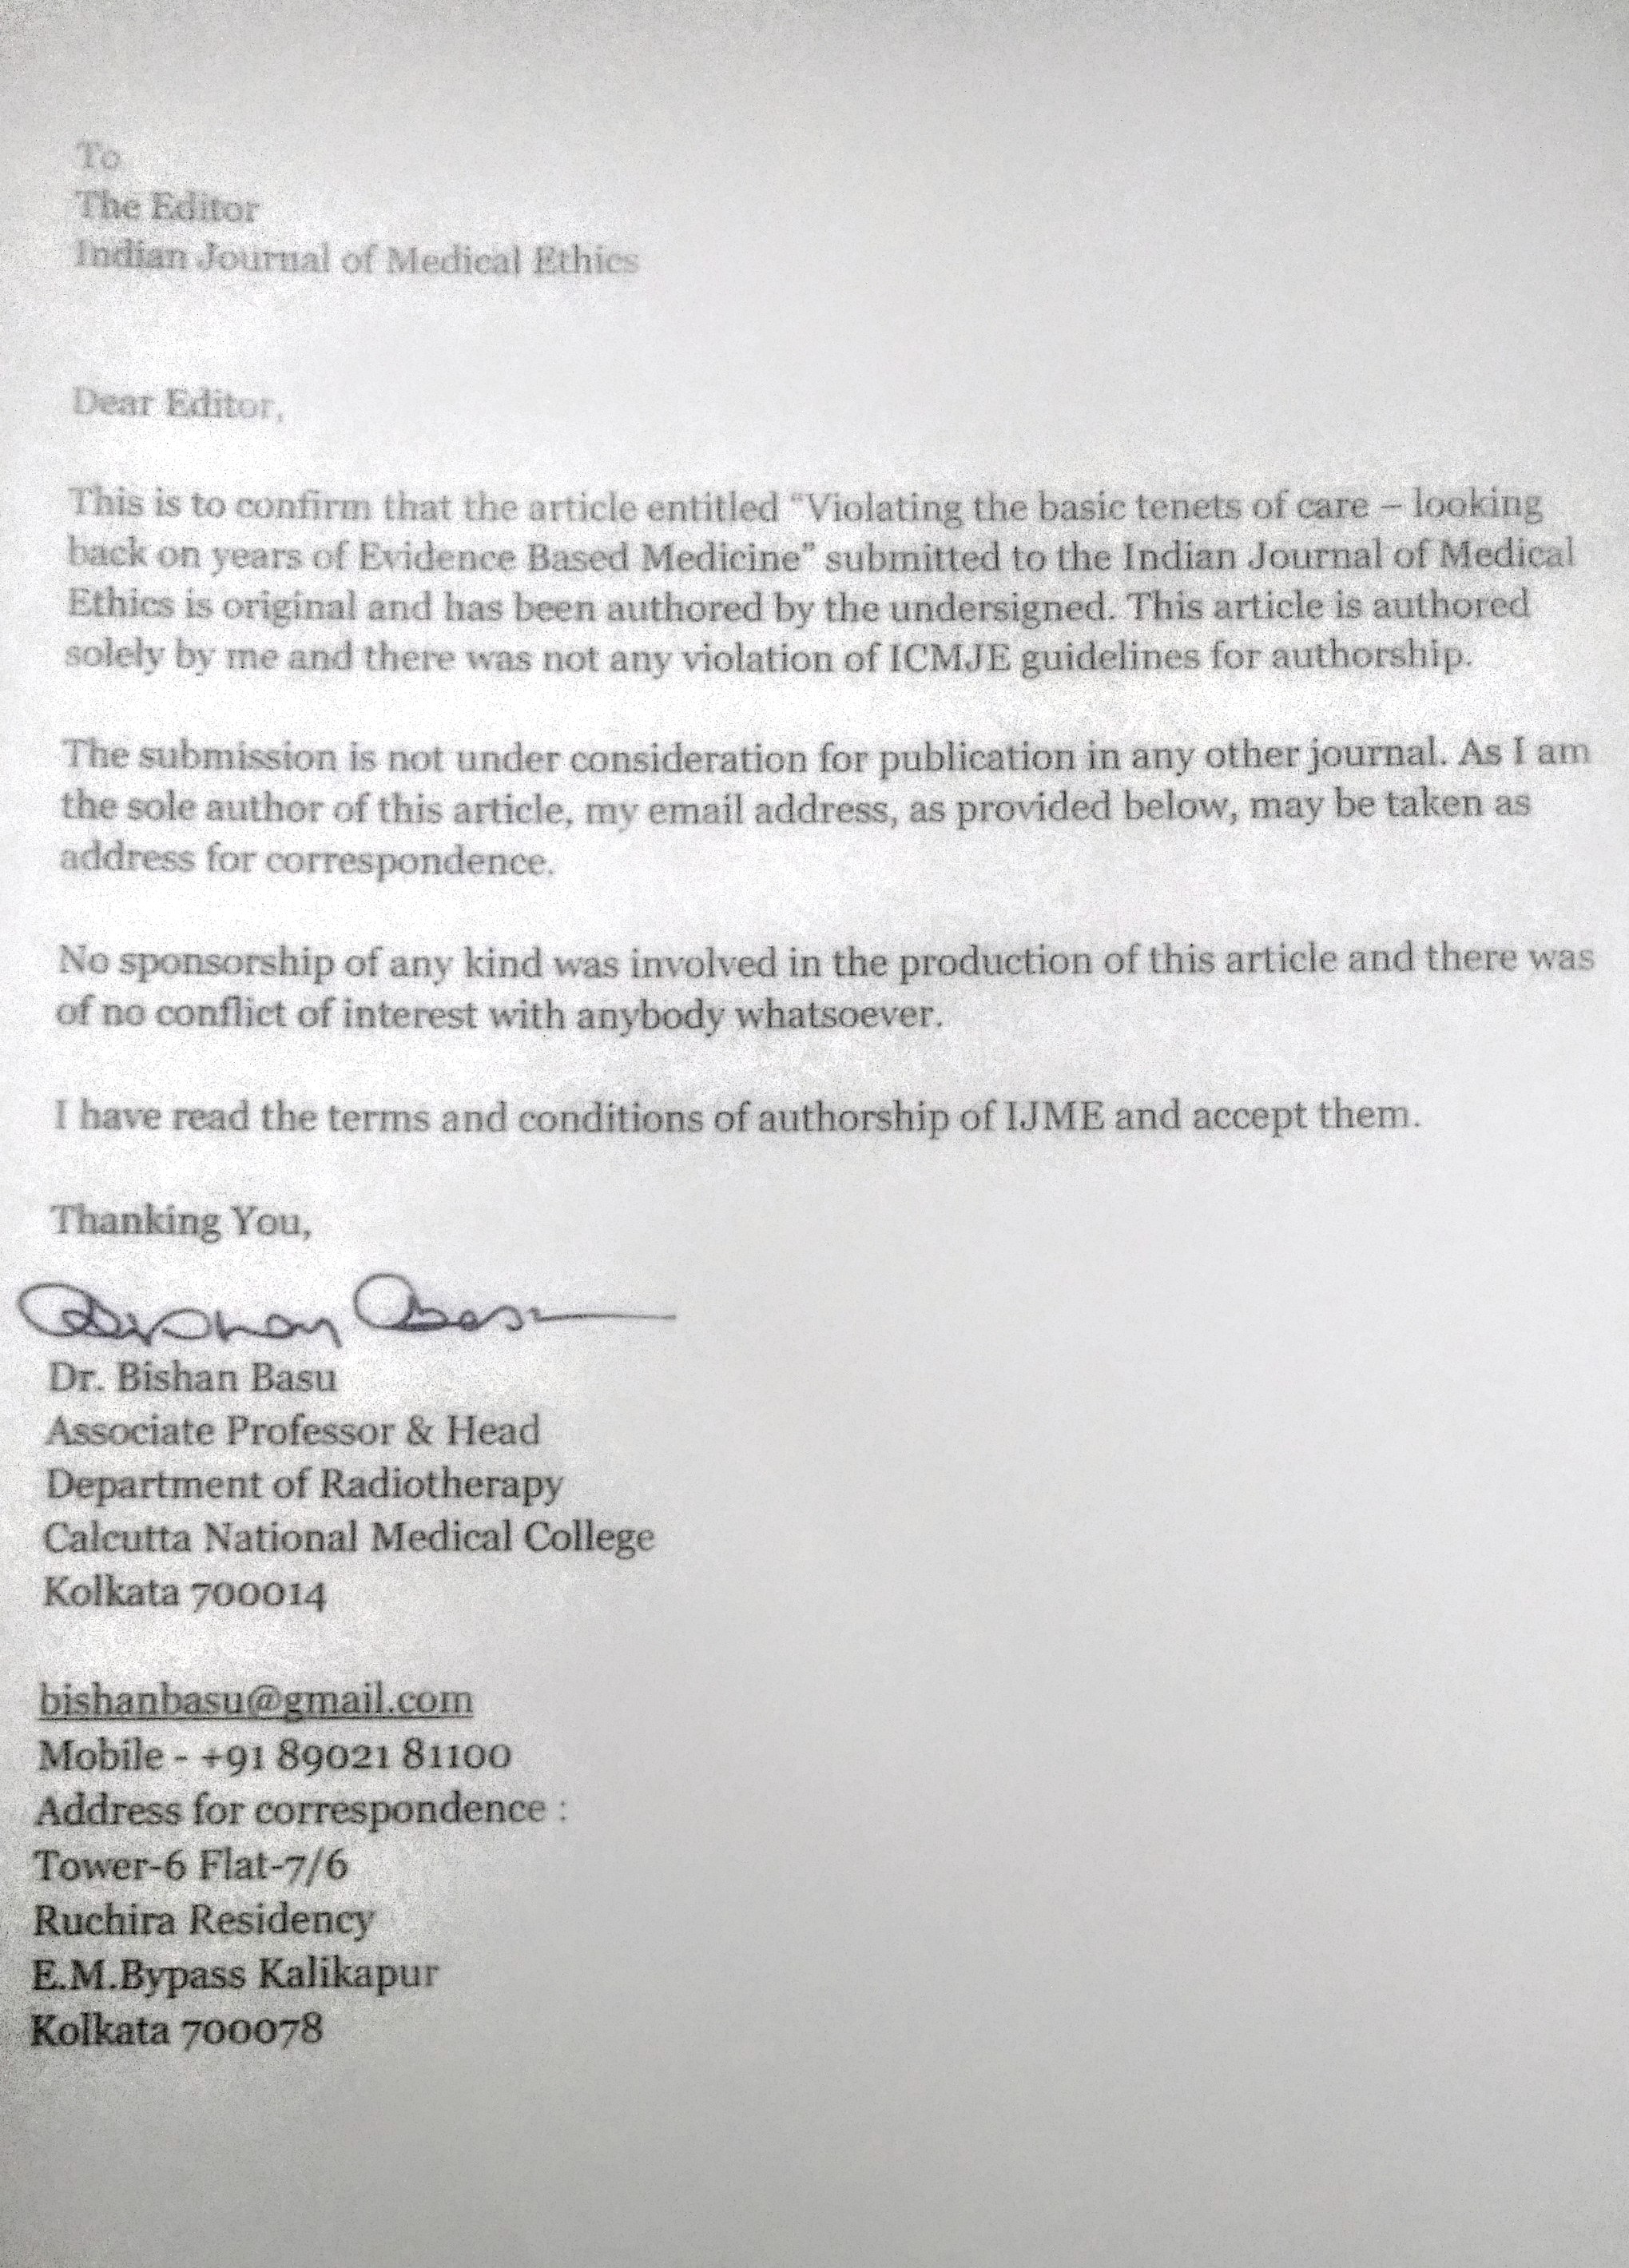 To
The Editor
Indian Journal of Medical Ethics
Dear Editor,
This is to confirm that the article entitled “Violating the basic tenets of care – looking
back on years of Evidence Based Medicine” submitted to the Indian Journal of Medical
Ethics is original and has been authored by the undersigned. This article is authored
solely by me and there was not any violation of ICMJE guidelines for authorship.
The submission is not under consideration for publication in any other journal. As I am
the sole author of this article, my email address, as provided below, may be taken as
address for correspondence.
No sponsorship of any kind was involved in the production of this article and there was
of no conflict of interest with anybody whatsoever.
I have read the terms and conditions of authorship of IJME and accept them.
Thanking You,
Bishan Basu
Dr. Bishan Basu
Associate Professor & Head
Department of Radiotherapy
Calcutta National Medical College
Kolkata 700014
bishanbasu@gmail.com
Mobile - +91 89021 81100
Address for correspondence :
Tower-6 Flat-7/6
Ruchira Residency
E.M.Bypass Kalikapur
Kolkata 700078